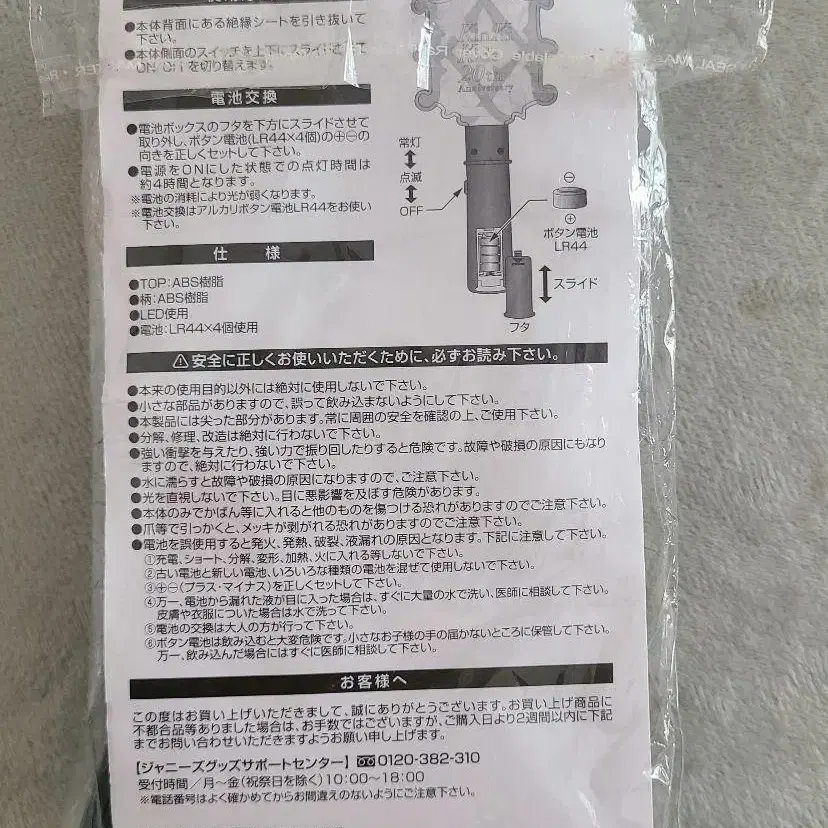 ●本体背面にある絶縁シートを引き抜いて
下さい。
●本体側面のスイッチを上下にスライドさせて
ON・OFFを切り替えます。
電池交換
●電池ボックスのフタを下方にスライドさせて
取り外し、ボタン電池(LR44×4個)の⊕⊖の
向きを正しくセットして下さい。
●電源をONにした状態での点灯時間は
約4時間となります。
※電池の消耗により光が弱くなります。
※電池交換はアルカリボタン電池LR44をお使い
下さい。
20th
Anniversary
常灯
点滅
OFF
⊖
⊕
ボタン電池
LR44
スライド
フタ
仕 様
●TOP:ABS樹脂
●柄:ABS樹脂
●LED使用
●電池:LR44×4個使用
⚠安全に正しくお使いいただくために、必ずお読み下さい。
●本来の使用目的以外には絶対に使用しないで下さい。
●小さな部品がありますので、誤って飲み込まないようにして下さい。
●本製品には尖った部分があります。常に周囲の安全を確認の上、ご使用下さい。
●分解、修理、改造は絶対に行わないで下さい。
●強い衝撃を与えたり、強い力で振り回したりすると危険です。故障や破損の原因にもなり
ますので、絶対に行わないで下さい。
●水に濡らすと故障や破損の原因になりますので、ご注意下さい。
●光を直視しないで下さい。目に悪影響を及ぼす危険があります。
●本体のみでかばん等に入れると他のものを傷つける恐れがありますのでご注意下さい。
●爪等で引っかくと、メッキが剥がれる恐れがありますのでご注意下さい。
●電池を誤使用すると発火、発熱、破裂、液漏れの原因となります。下記に注意して下さい。
①充電、ショート、分解、変形、加熱、火に入れる等しないで下さい。
②古い電池と新しい電池、いろいろな種類の電池を混ぜて使用しないで下さい。
③⊕⊖(プラス・マイナス)を正しくセットして下さい。
④万一、電池から漏れた液が目に入った場合は、すぐに大量の水で洗い、医師に相談して下さい。
皮膚や衣服についた場合は水で洗って下さい。
⑤電池の交換は大人の方が行って下さい。
⑥ボタン電池は飲み込むと大変危険です。小さなお子様の手の届かないところに保管して下さい。
万一、飲み込んだ場合にはすぐに医師に相談して下さい。
お客様へ
この度はお買い上げいただきまして、誠にありがとうございます。お買い上げ商品に
不都合品等ありました場合は、お手数ではございますが、ご購入日より2週間以内に下記
までお問い合わせいただきますようお願い申し上げます。
【ジャニーズグッズサポートセンター】0120-382-310
受付時間/月～金(祝祭日を除く)10:00～18:00
※電話番号はよく確かめてからお間違えのないようにご注意下さい。